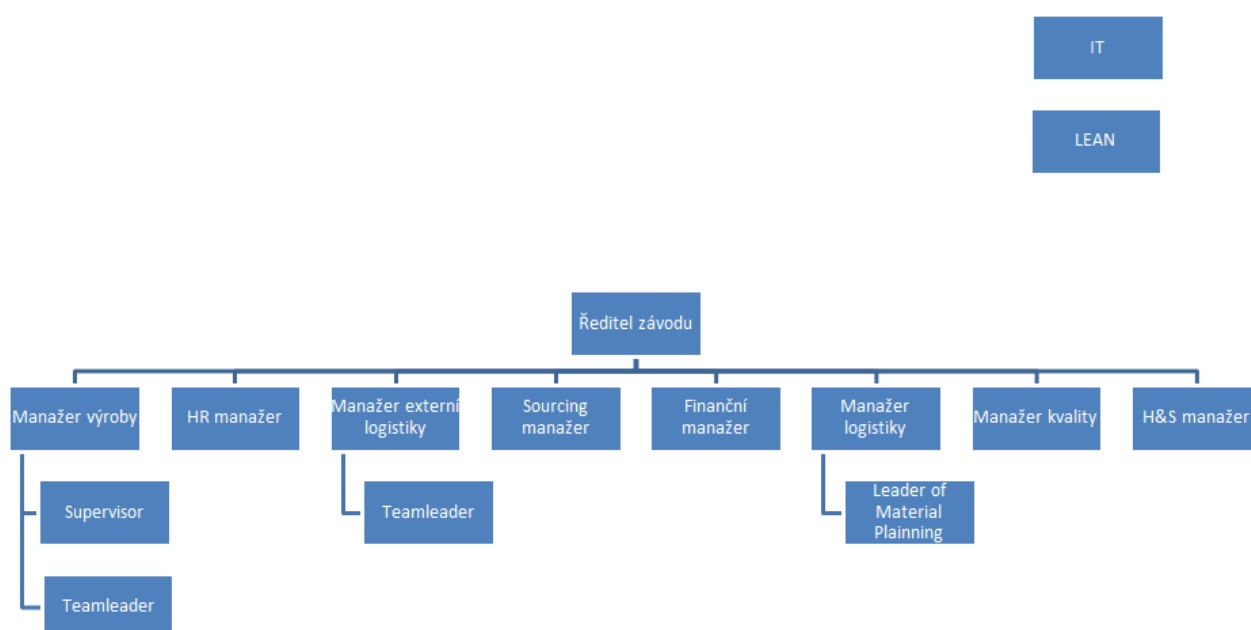 IT
LEAN
Ředitel závodu
Manažer výroby
HR manažer
Manažer externí
logistiky
Sourcing
manažer
Finanční
manažer
Manažer
logistiky
Manažer kvality
H&S manažer
Supervisor
Teamleader
Leader of
Material
Plainning
Teamleader